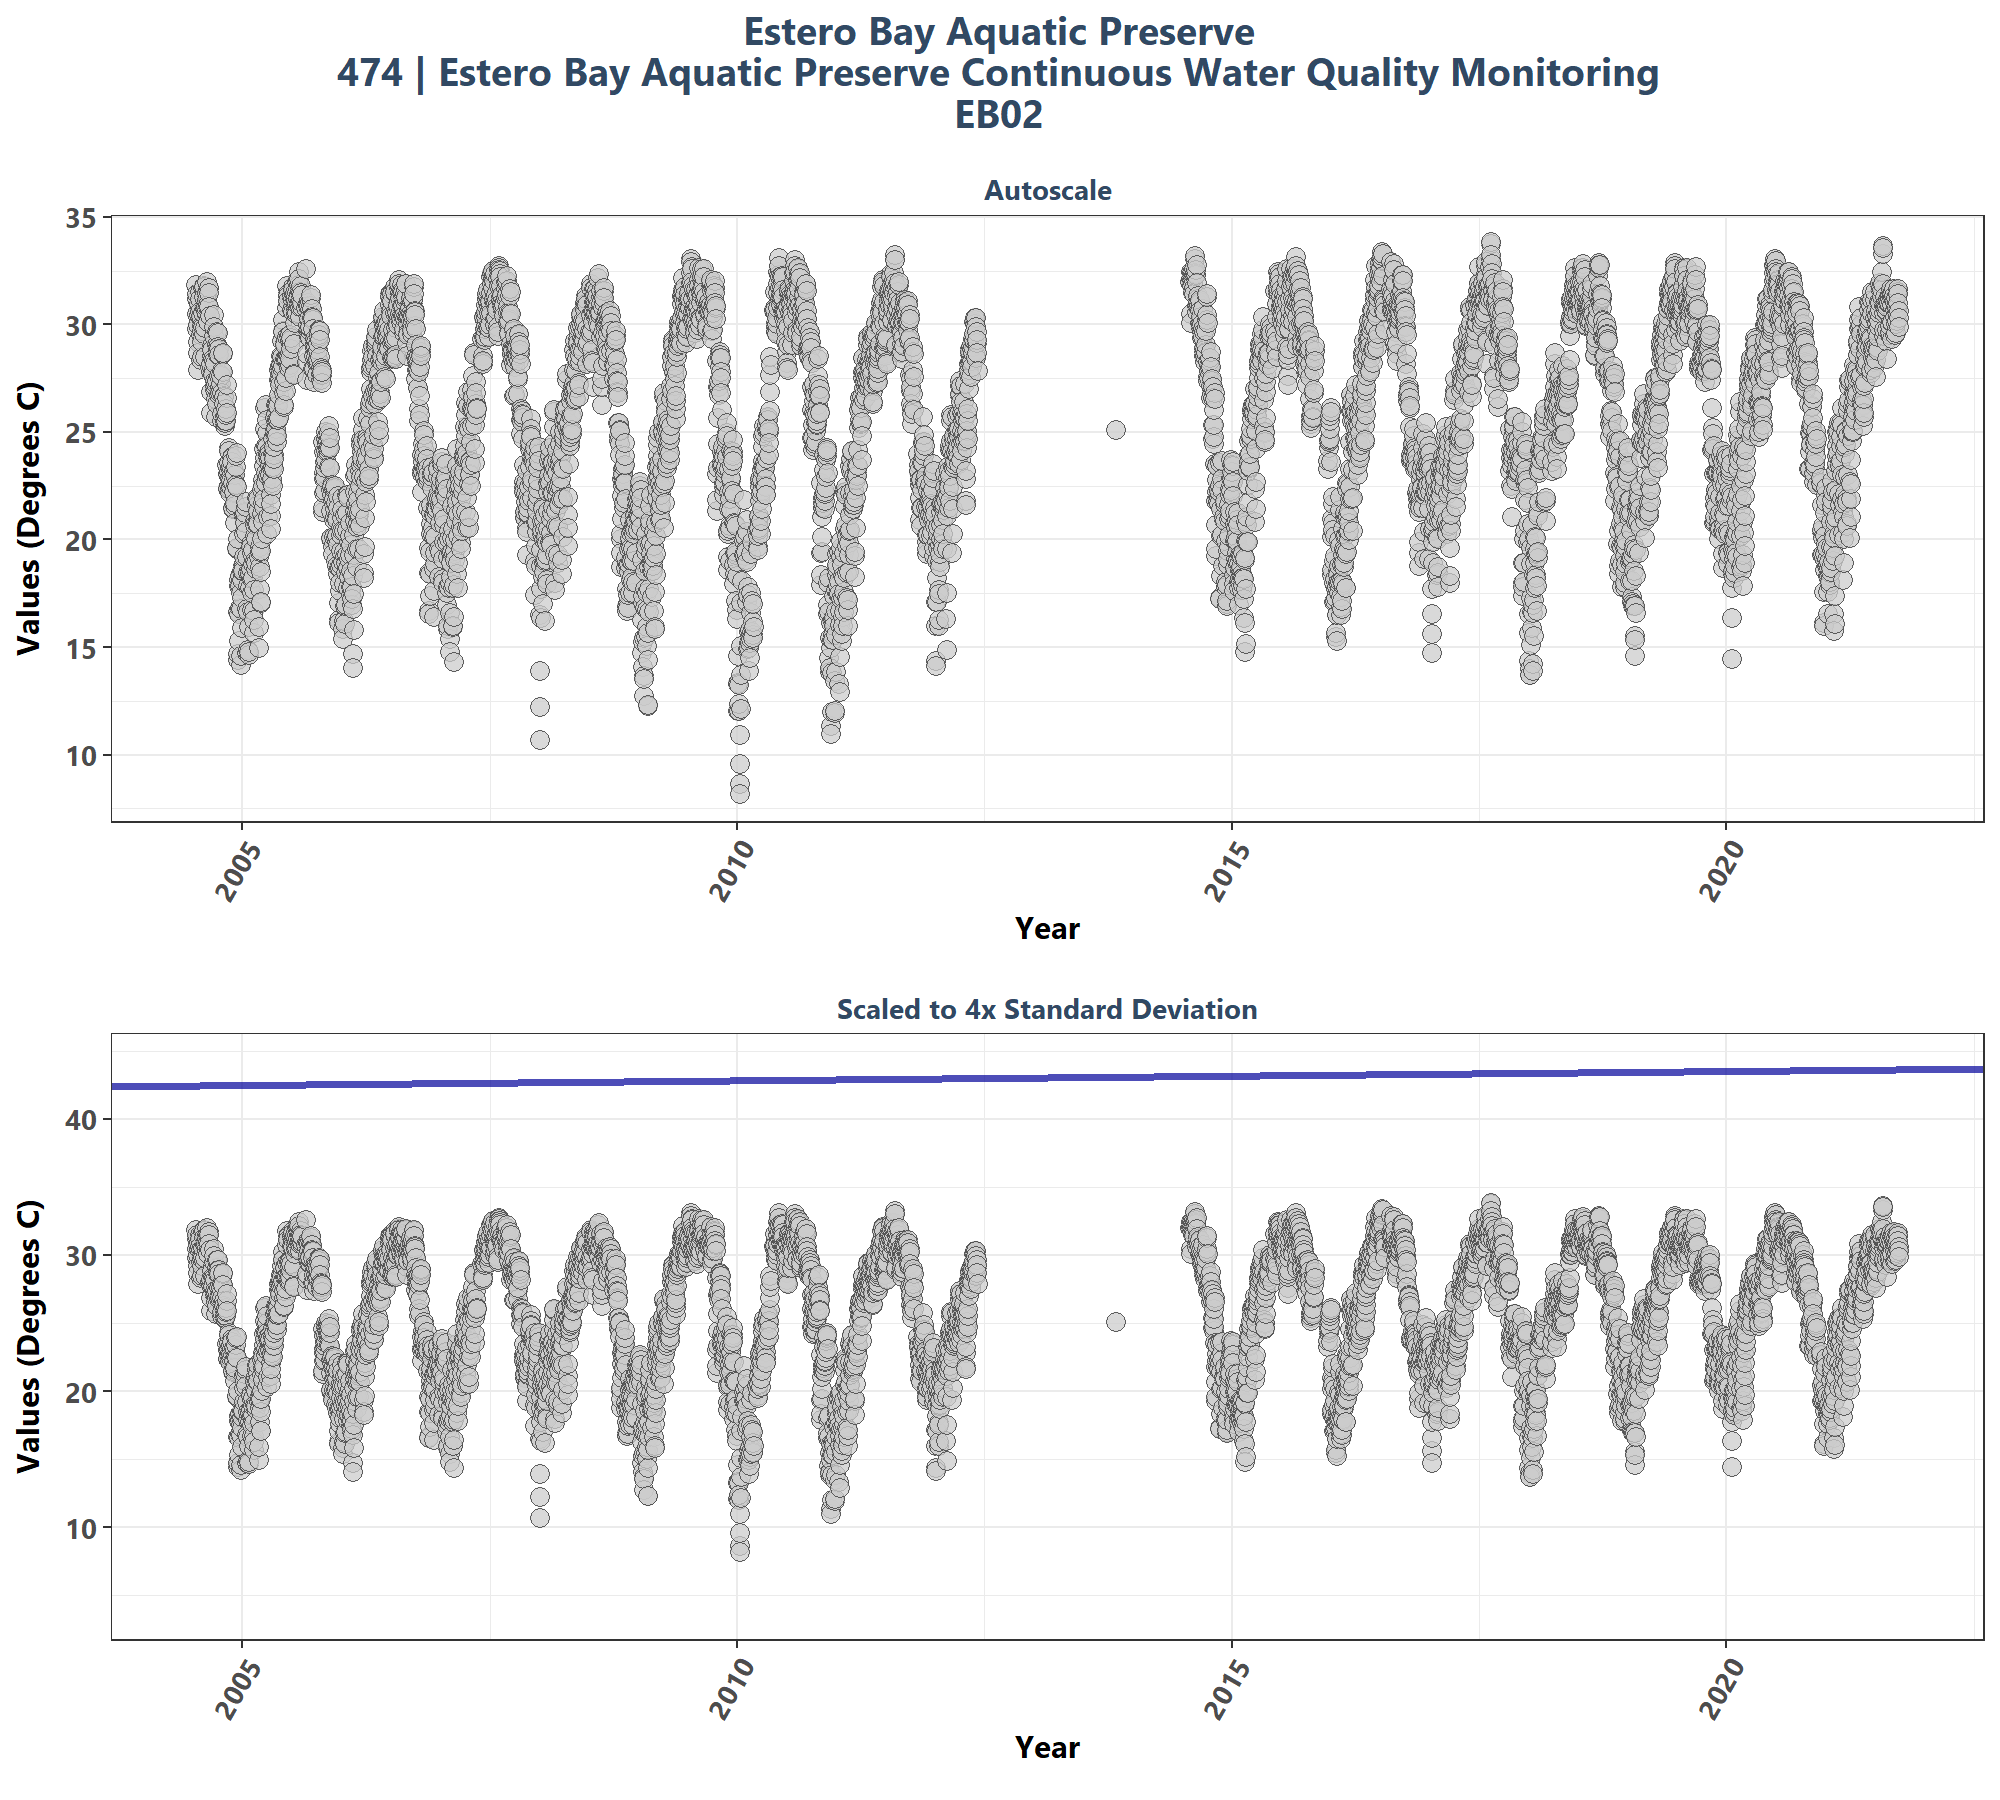 Estero Bay Aquatic Preserve
474 | Estero Bay Aquatic Preserve Continuous Water Quality Monitoring
EB02
Autoscale
35
30
25
20
15
10
Values (Degrees C)
2005
2010
2015
2020
Year
Scaled to 4x Standard Deviation
40
30
20
10
Values (Degrees C)
2005
2010
2015
2020
Year